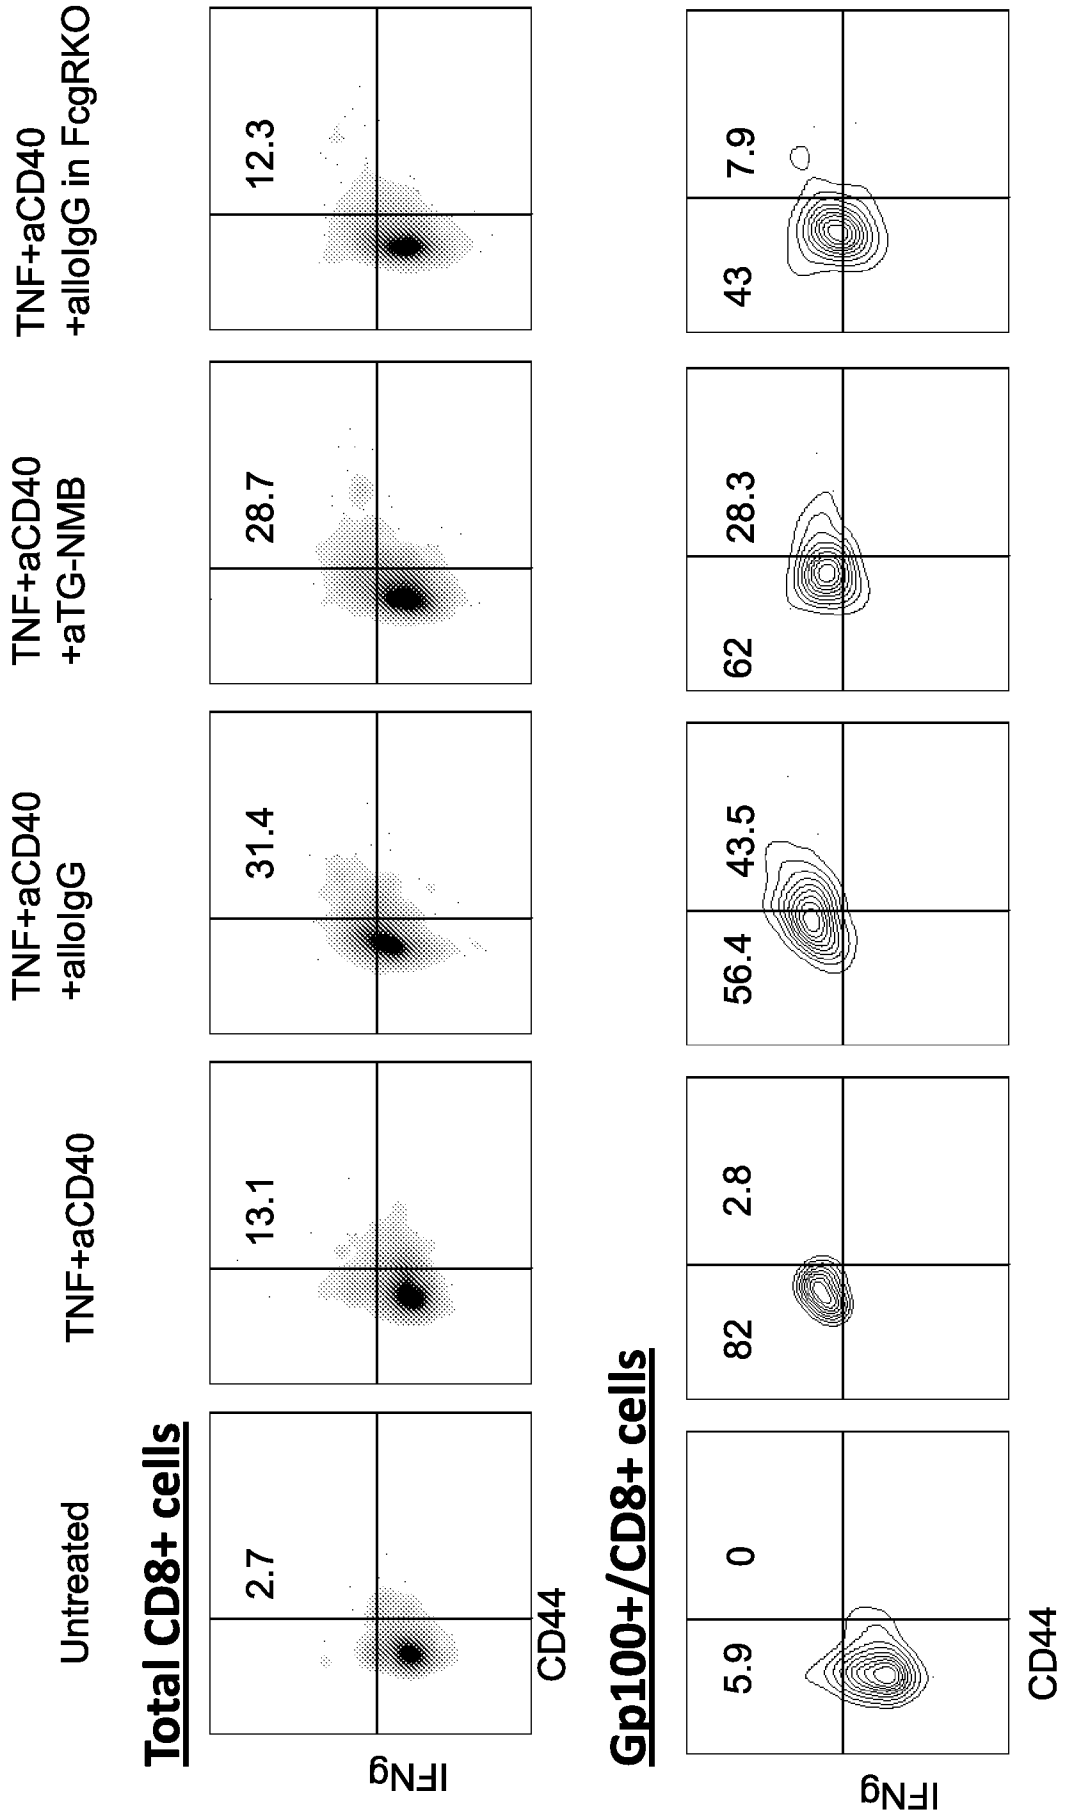 Untreated
TNF+aCD40
TNF+aCD40
+alloIgG
TNF+aCD40
+aTG-NMB
TNF+aCD40
+alloIgG in FcgRKO
Total CD8+ cells
2.7
13.1
31.4
28.7
12.3
IFNg
CD44
Gp100+/CD8+ cells
5.9 0
82 2.8
56.4 43.5
62 28.3
43 7.9
IFNg
CD44